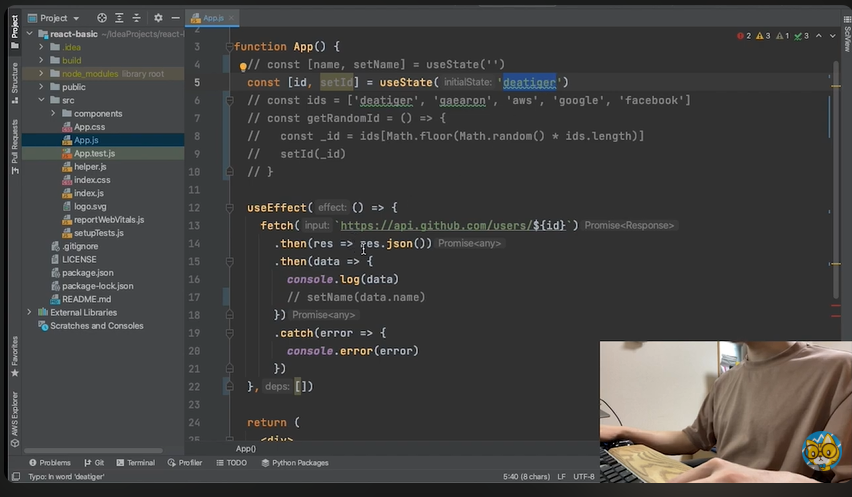 Project
App.js
react-basic ~/ideaProjects/react-
.idea
build
node_modules library root
public
src
components
App.css
App.js
App.test.js
helper.js
index.css
index.js
logo.svg
reportWebVitals.js
setupTests.js
.gitignore
LICENSE
package.json
package-lock.json
README.md
External Libraries
Scratches and Consoles
Project
Structure
Pull Requests
Favorites
AWS Explorer
SciView
2 3 1 3
2
3 function App() {
4 // const [name, setName] = useState('')
5 const [id, setId] = useState( initialState: 'deatiger')
6 // const ids = ['deatiger', 'gaearon', 'aws', 'google', 'facebook']
7 // const getRandomId = () => {
8 // const _id = ids[Math.floor(Math.random() * ids.length)]
9 // setId(_id)
10 // }
11
12 useEffect( effect: () => {
13 fetch( input: `https://api.github.com/users/${id}`) Promise<Response>
14 .then(res => res.json()) Promise<any>
15 .then(data => {
16 console.log(data)
17 // setName(data.name)
18 }) Promise<any>
19 .catch(error => {
20 console.error(error)
21 })
22 }, deps: [])
23
24 return (
25 <div>
App()
Problems Git Terminal Profiler TODO Python Packages
Typo: In word 'deatiger' 5:40 (8 chars) LF UTF-8